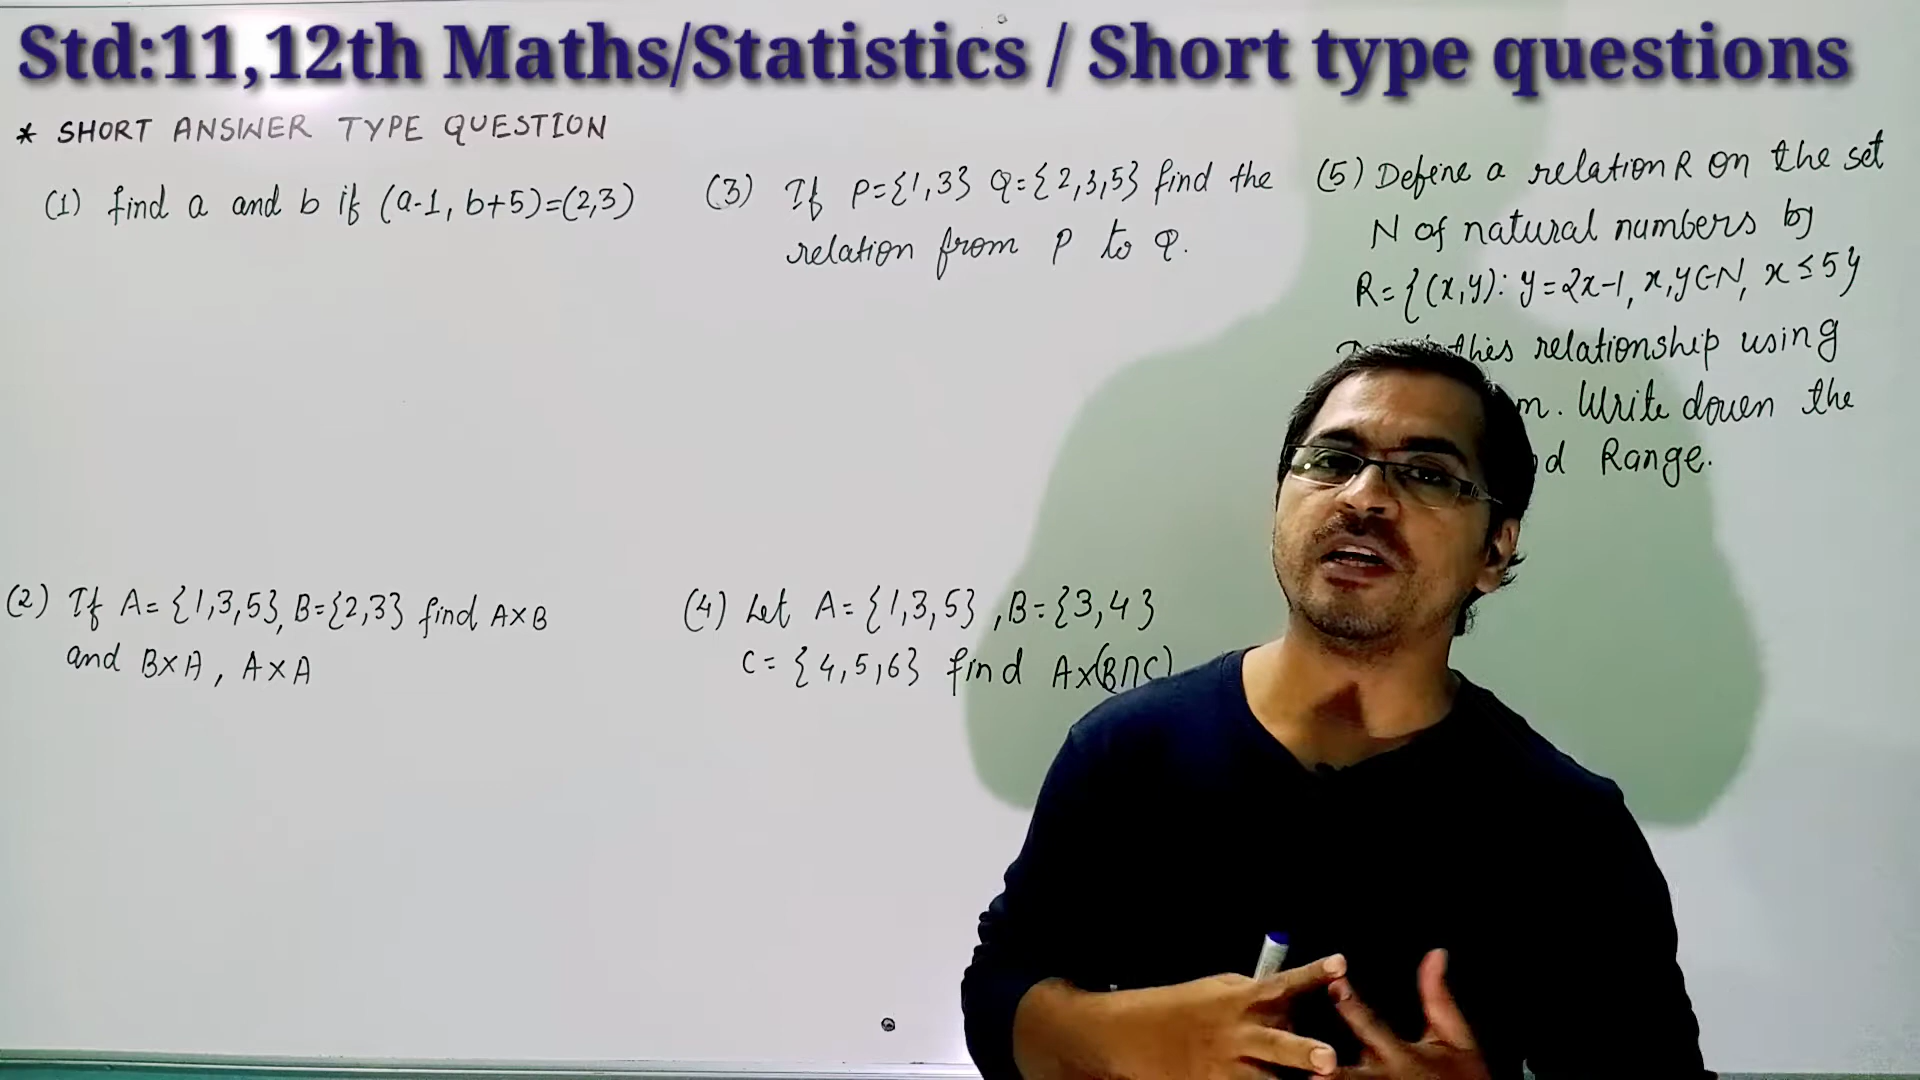 Std:11,12th Maths/Statistics / Short type questions
* SHORT ANSWER TYPE QUESTION
(1) find a and b if (a-1, b+5)=(2,3)
(2) If A={1,3,5}, B={2,3} find A×B
and B×A, A×A
(3) If P={1,3} Q={2,3,5} find the
relation from P to Q.
(4) Let A={1,3,5}, B={3,4}
C={4,5,6} find A×(B∩C)
(5) Define a relation R on the set
N of natural numbers by
R={(x,y): y=2x-1, x,y∈N, x≤5}
this relationship using
Write down the
Range.